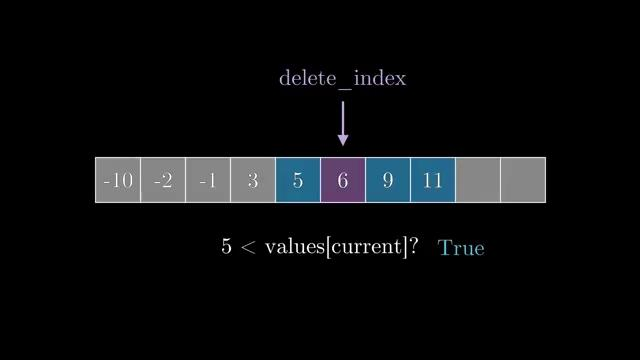 delete_index
-10 -2 -1 3 5 6 9 11
5 < values[current]? True